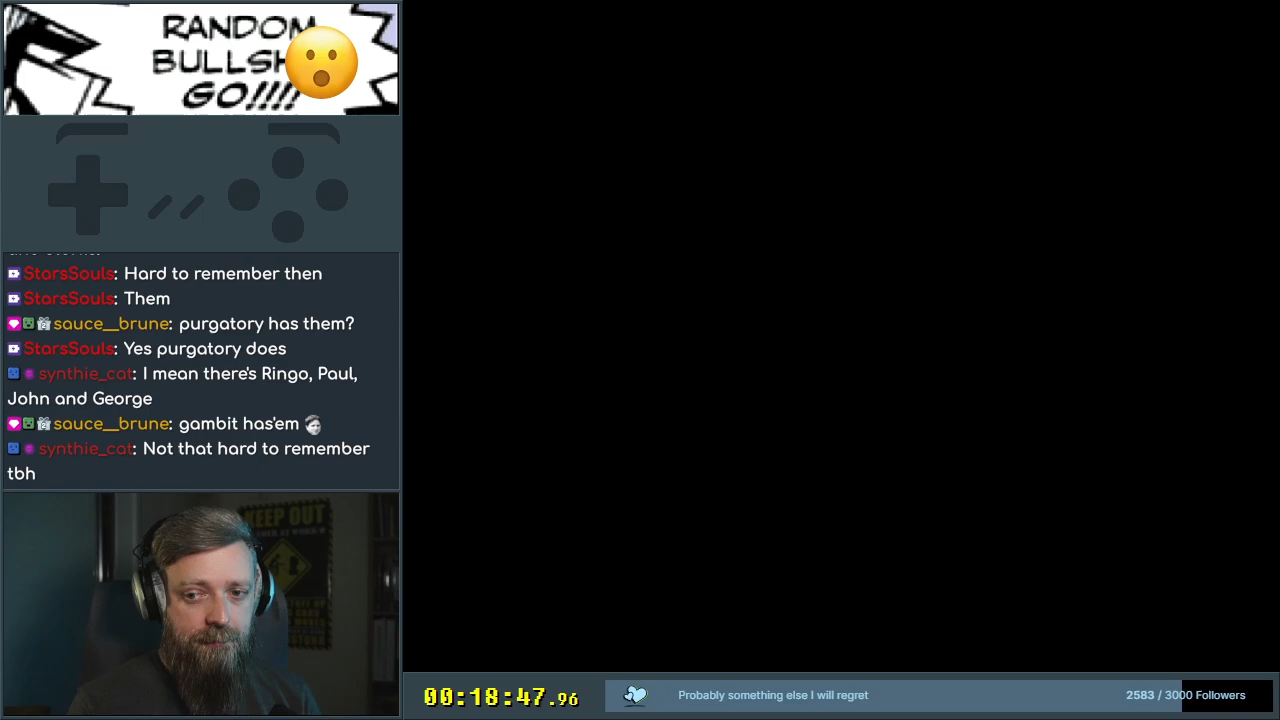 RANDOM
GO!!!!
StarsSouls: Hard to remember then
StarsSouls: Them
sauce__brune: purgatory has them?
StarsSouls: Yes purgatory does
synthie_cat: I mean there's Ringo, Paul,
John and George
sauce__brune: gambit has'em
synthie_cat: Not that hard to remember
tbh
KEEP OUT
00:18:47.96
Probably something else I will regret
2583 / 3000 Followers